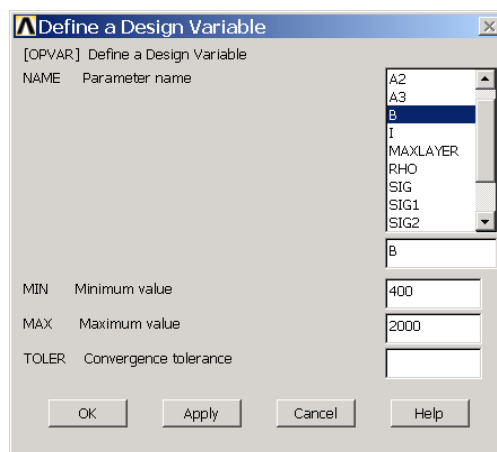 Define a Design Variable
[OPVAR] Define a Design Variable
NAME Parameter name
A2
A3
B
I
MAXLAYER
RHO
SIG
SIG1
SIG2
B
MIN Minimum value 400
MAX Maximum value 2000
TOLER Convergence tolerance
OK Apply Cancel Help